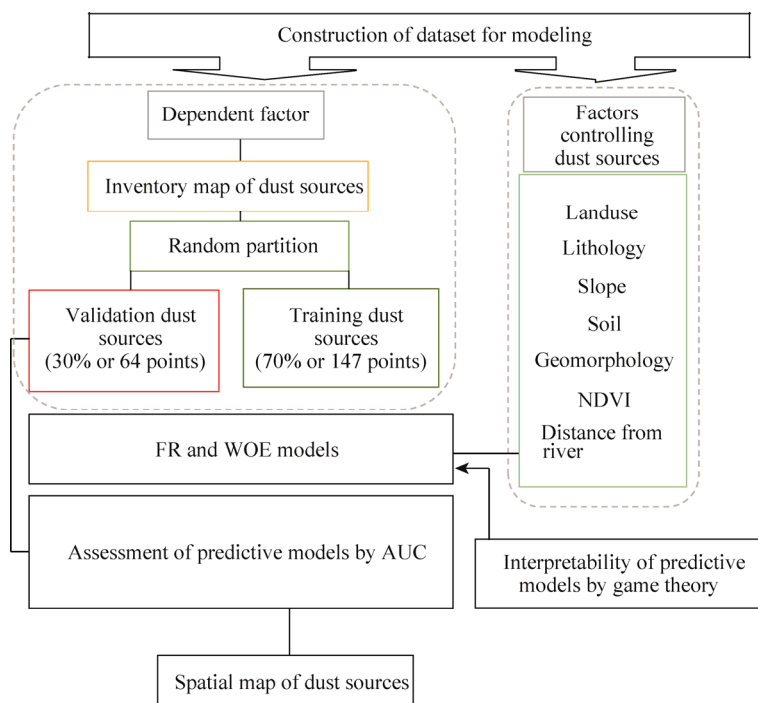 Construction of dataset for modeling
Dependent factor
Inventory map of dust sources
Random partition
Validation dust
sources
(30% or 64 points)
Training dust
sources
(70% or 147 points)
Factors
controlling
dust sources
Landuse
Lithology
Slope
Soil
Geomorphology
NDVI
Distance from
river
FR and WOE models
Assessment of predictive models by AUC
Interpretability of predictive
models by game theory
Spatial map of dust sources